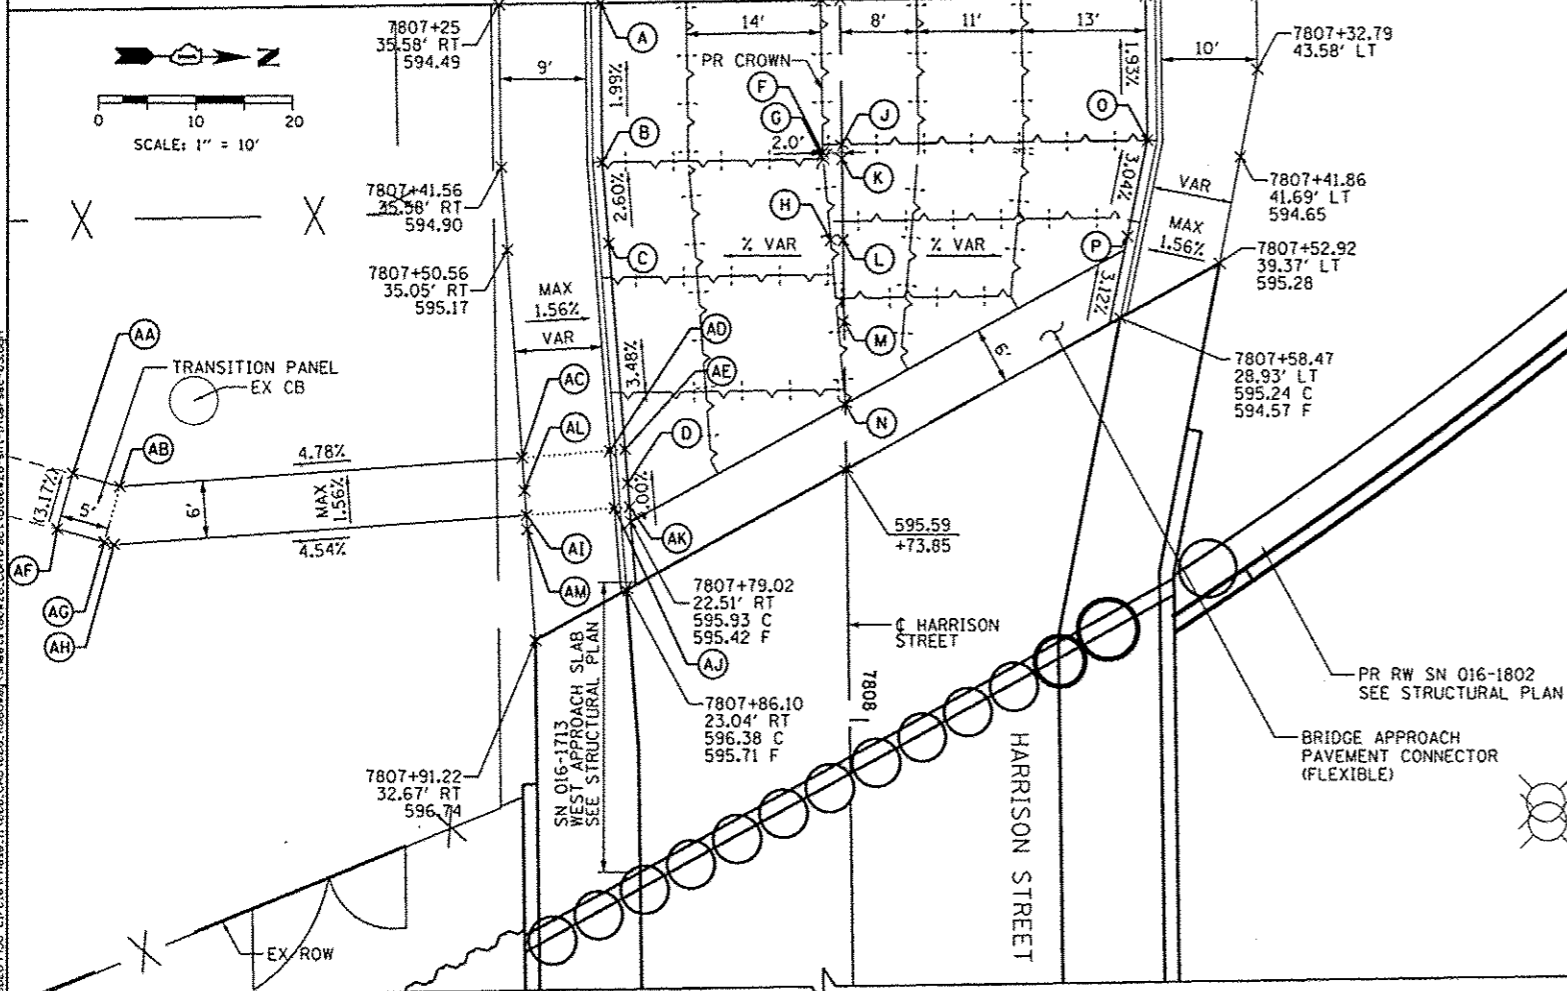 7807+25
35.58' RT
594.49
A
14'
8'
11'
13'
10'
7807+32.79
43.58' LT
N
0 10 20
SCALE: 1" = 10'
9'
1.99%
PR CROWN
F
G
2.0'
J
K
1.93%
O
B
7807+41.56
35.58' RT
594.90
2.60%
H
3.04%
VAR
7807+41.86
41.69' LT
594.65
C
% VAR
L
% VAR
P
MAX
1.56%
7807+52.92
39.37' LT
595.28
7807+50.56
35.05' RT
595.17
MAX
1.56%
VAR
3.12%
AD
M
6'
AA
TRANSITION PANEL
EX CB
AC
3.48%
AE
7807+58.47
28.93' LT
595.24 C
594.57 F
AL
N
D
AB
4.78%
(3.17%)
5'
6'
MAX
1.56%
4.54%
AI
AK
595.59
+73.85
AF
AG
AH
AM
7807+79.02
22.51' RT
595.93 C
595.42 F
AJ
℄ HARRISON
STREET
SN 016-1713
WEST APPROACH SLAB
SEE STRUCTURAL PLAN
7807+86.10
23.04' RT
596.38 C
595.71 F
7808
PR RW SN 016-1802
SEE STRUCTURAL PLAN
BRIDGE APPROACH
PAVEMENT CONNECTOR
(FLEXIBLE)
7807+91.22
32.67' RT
596.74
HARRISON STREET
EX ROW